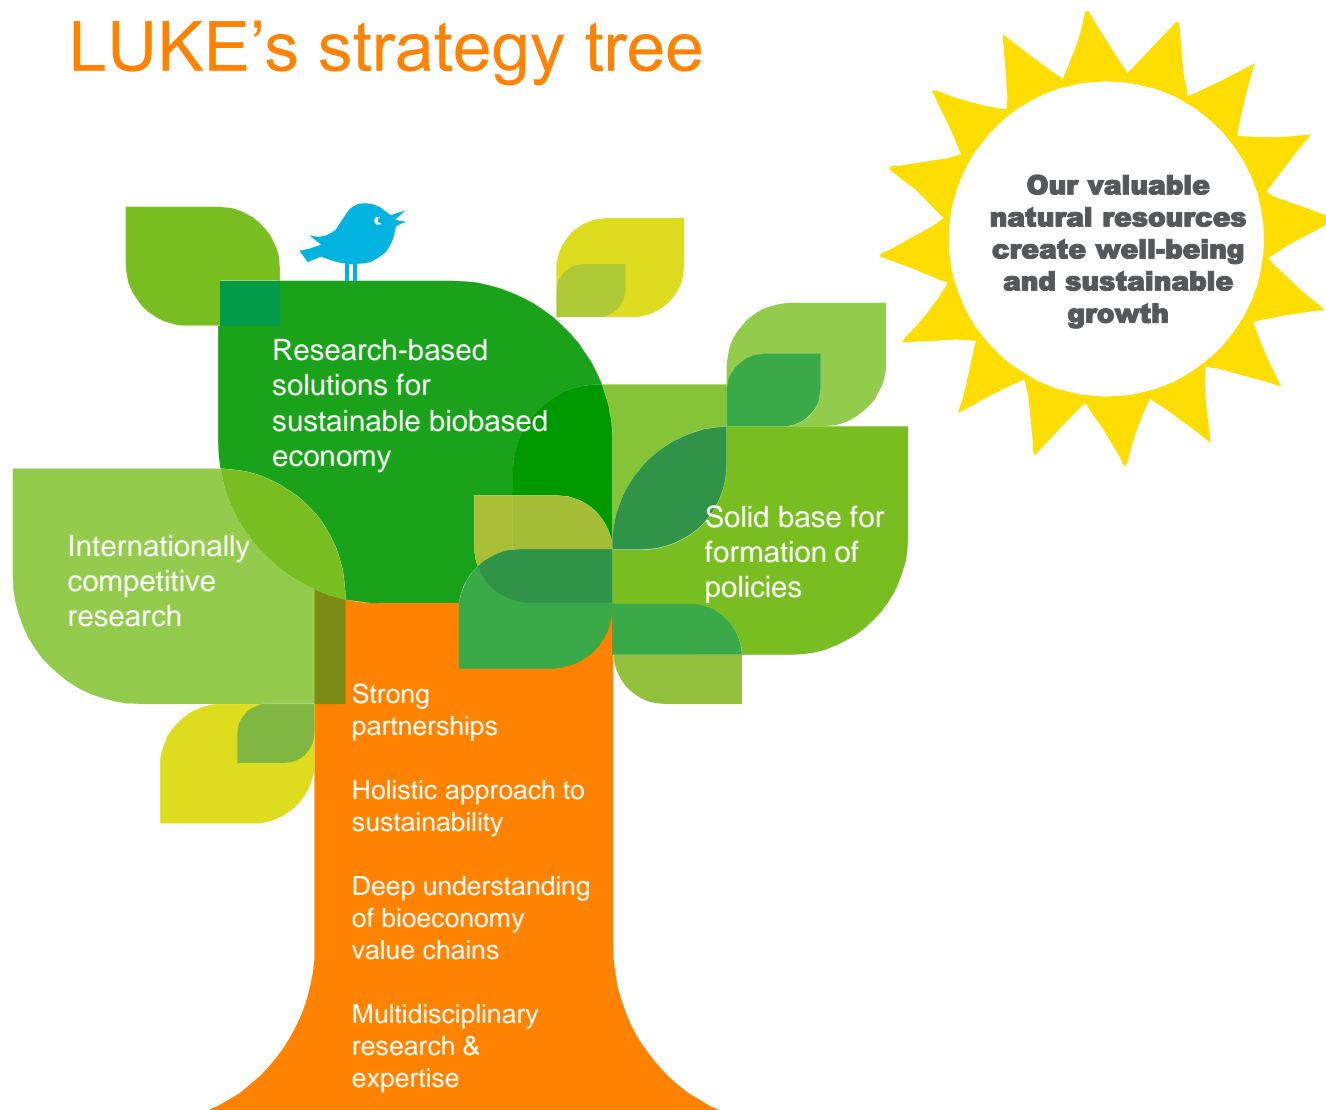 LUKE’s strategy tree
Our valuable
natural resources
create well-being
and sustainable
growth
Research-based
solutions for
sustainable biobased
economy
Internationally
competitive
research
Solid base for
formation of
policies
Strong
partnerships
Holistic approach to
sustainability
Deep understanding
of bioeconomy
value chains
Multidisciplinary
research &
expertise